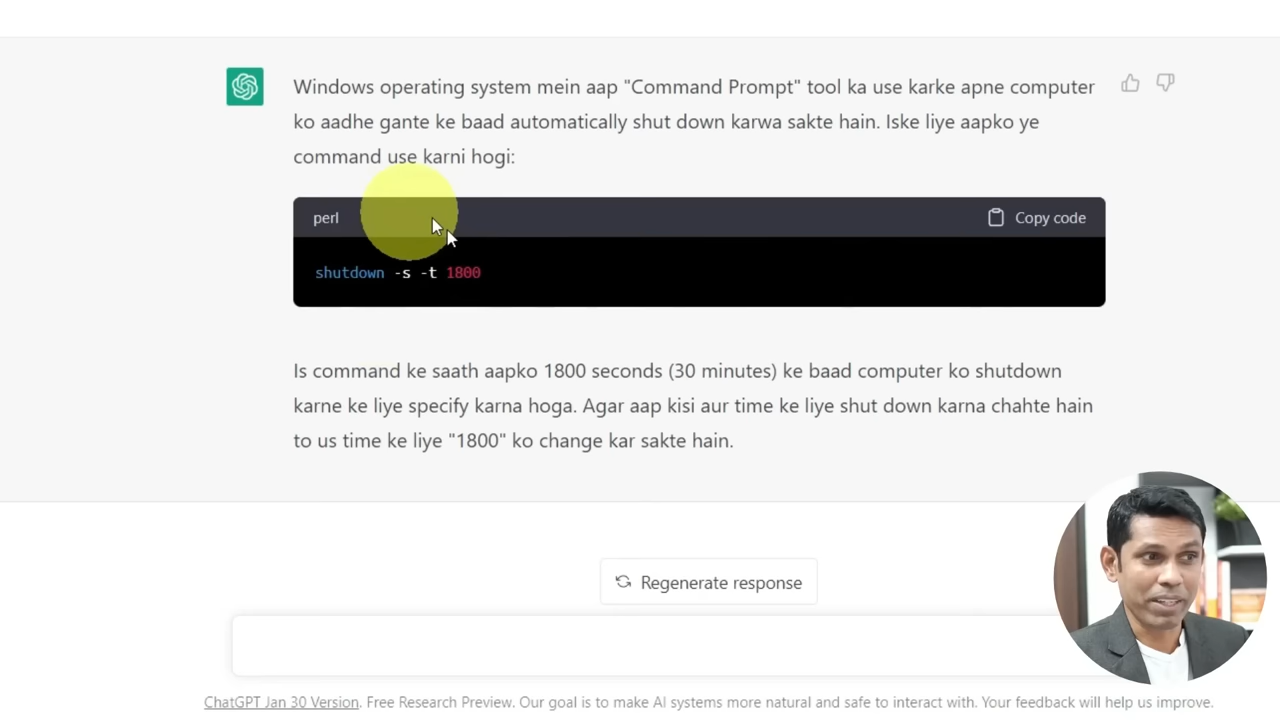 Windows operating system mein aap "Command Prompt" tool ka use karke apne computer
ko aadhe gante ke baad automatically shut down karwa sakte hain. Iske liye aapko ye
command use karni hogi:
perl
Copy code
shutdown -s -t 1800
Is command ke saath aapko 1800 seconds (30 minutes) ke baad computer ko shutdown
karne ke liye specify karna hoga. Agar aap kisi aur time ke liye shut down karna chahte hain
to us time ke liye "1800" ko change kar sakte hain.
Regenerate response
ChatGPT Jan 30 Version. Free Research Preview. Our goal is to make AI systems more natural and safe to interact with. Your feedback will help us improve.